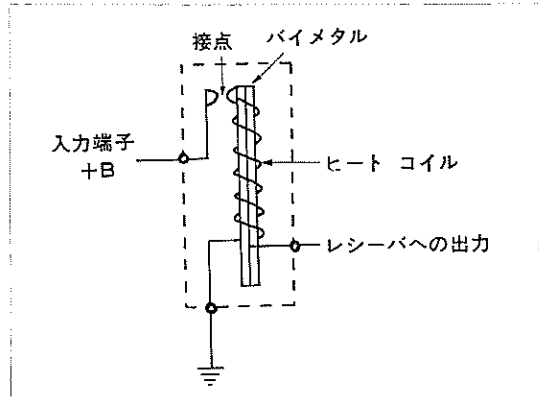 接点
バイメタル
入力端子
+B
ヒート コイル
レシーバへの出力